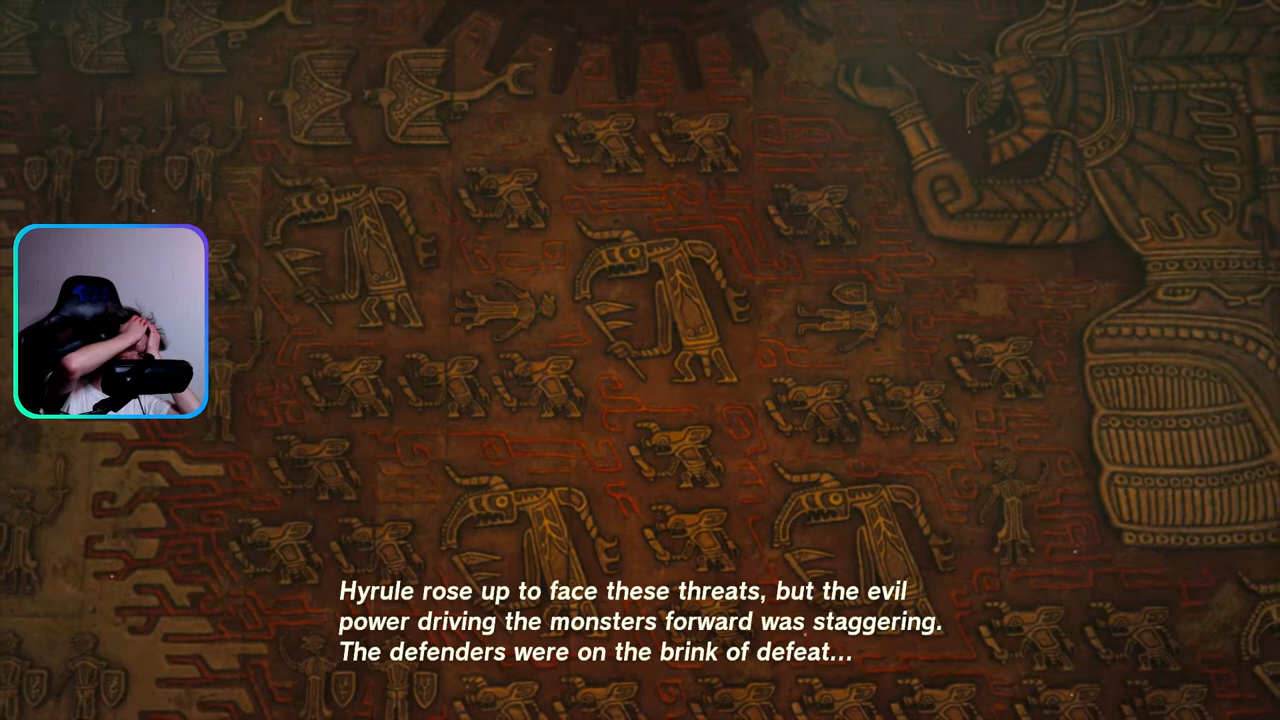 Hyrule rose up to face these threats, but the evil
power driving the monsters forward was staggering.
The defenders were on the brink of defeat...